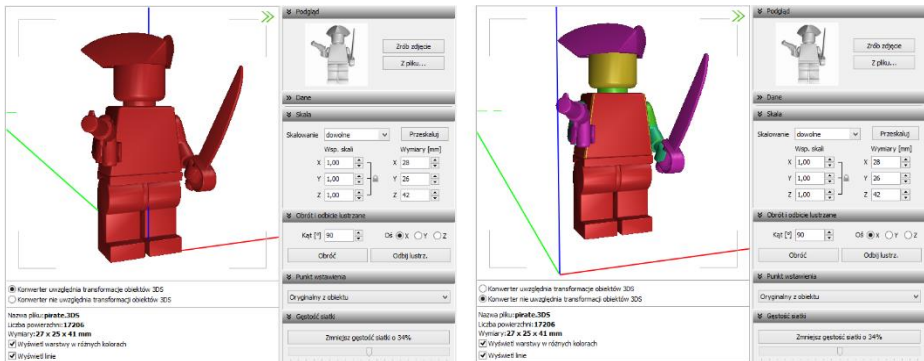 Podgląd
Zrób zdjęcie
Z pliku...
Dane
Skala
Skalowanie dowolne Przeskaluj
Wsp. skali Wymiary [mm]
X 1,00 X 28
Y 1,00 Y 26
Z 1,00 Z 42
Obrót i odbicie lustrzane
Kąt [°] 90 Oś X Y Z
Obróć Odbij lustrz.
Punkt wstawienia
Oryginalny z obiektu
Gęstość siatki
Zmniejsz gęstość siatki o 34%
Konwerter uwzględnia transformacje obiektów 3DS
Konwerter nie uwzględnia transformacji obiektów 3DS
Nazwa pliku:pirate.3DS
Liczba powierzchni:17206
Wymiary:27 x 25 x 41 mm
Wyświetl warstwy w różnych kolorach
Wyświetl linie
Podgląd
Zrób zdjęcie
Z pliku...
Dane
Skala
Skalowanie dowolne Przeskaluj
Wsp. skali Wymiary [mm]
X 1,00 X 28
Y 1,00 Y 26
Z 1,00 Z 42
Obrót i odbicie lustrzane
Kąt [°] 90 Oś X Y Z
Obróć Odbij lustrz.
Punkt wstawienia
Oryginalny z obiektu
Gęstość siatki
Zmniejsz gęstość siatki o 34%
Konwerter uwzględnia transformacje obiektów 3DS
Konwerter nie uwzględnia transformacji obiektów 3DS
Nazwa pliku:pirate.3DS
Liczba powierzchni:17206
Wymiary:27 x 25 x 41 mm
Wyświetl warstwy w różnych kolorach
Wyświetl linie